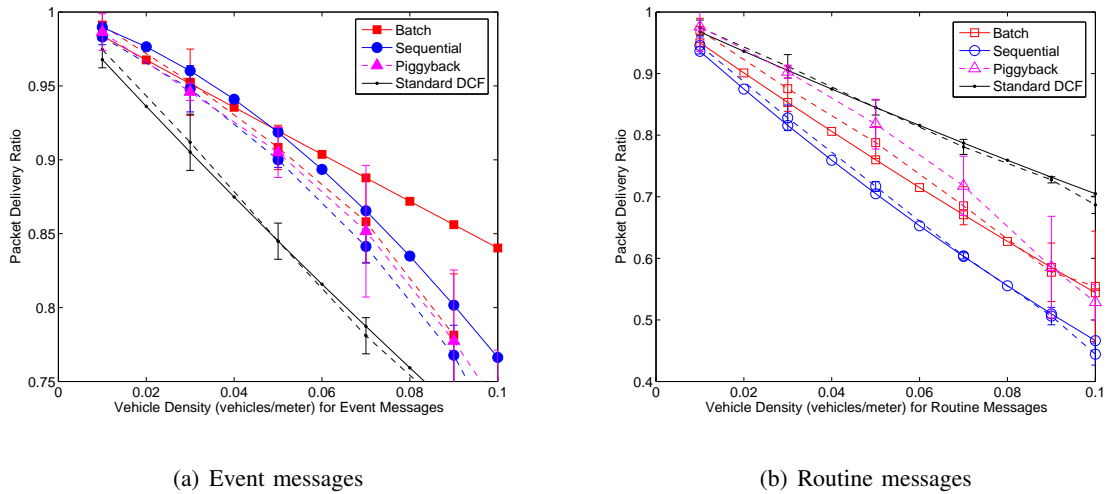 1
0.95
0.9
0.85
0.8
0.75
0
0.02
0.04
0.06
0.08
0.1
Packet Delivery Ratio
Vehicle Density (vehicles/meter) for Event Messages
Batch
Sequential
Piggyback
Standard DCF
(a) Event messages
1
0.9
0.8
0.7
0.6
0.5
0.4
0
0.02
0.04
0.06
0.08
0.1
Packet Delivery Ratio
Vehicle Density (vehicles/meter) for Routine Messages
Batch
Sequential
Piggyback
Standard DCF
(b) Routine messages